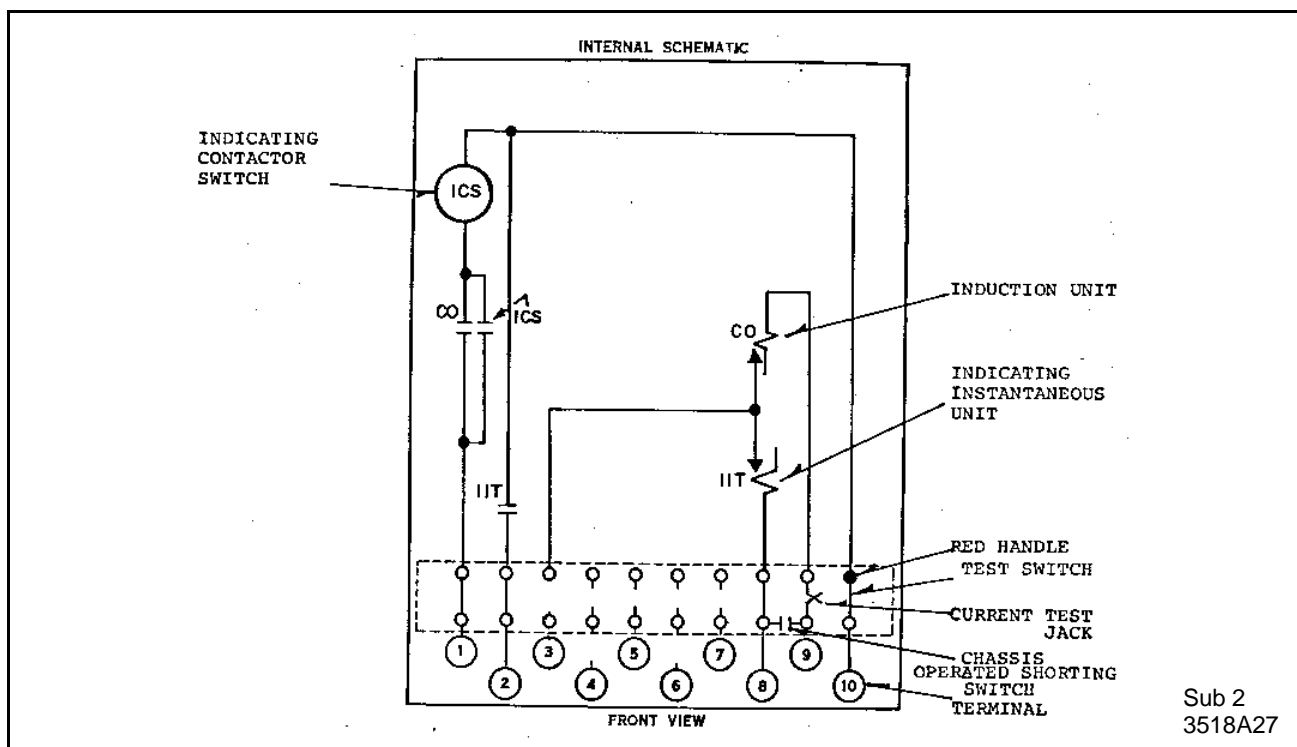 INTERNAL SCHEMATIC
INDICATING
CONTACTOR
SWITCH
ICS
CO
ICS
IIT
CO
IIT
INDUCTION UNIT
INDICATING
INSTANTANEOUS
UNIT
RED HANDLE
TEST SWITCH
CURRENT TEST
JACK
CHASSIS
OPERATED SHORTING
SWITCH
TERMINAL
1
2
3
4
5
6
7
8
9
10
FRONT VIEW
Sub 2
3518A27